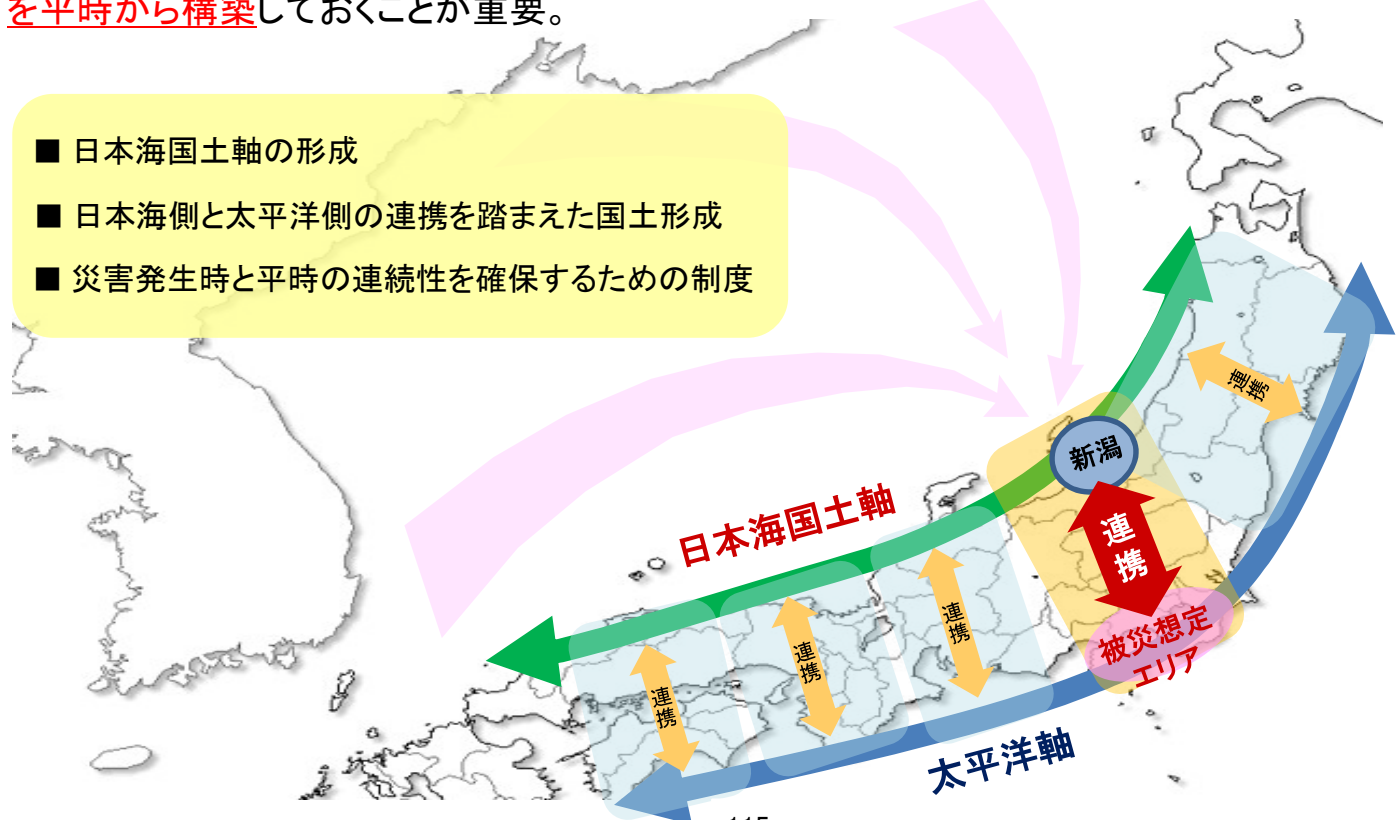 を平時から構築しておくことが重要。
■ 日本海国土軸の形成
■ 日本海側と太平洋側の連携を踏まえた国土形成
■ 災害発生時と平時の連続性を確保するための制度
連携
新潟
日本海国土軸
連携
連携
連携
連携
被災想定
エリア
太平洋軸